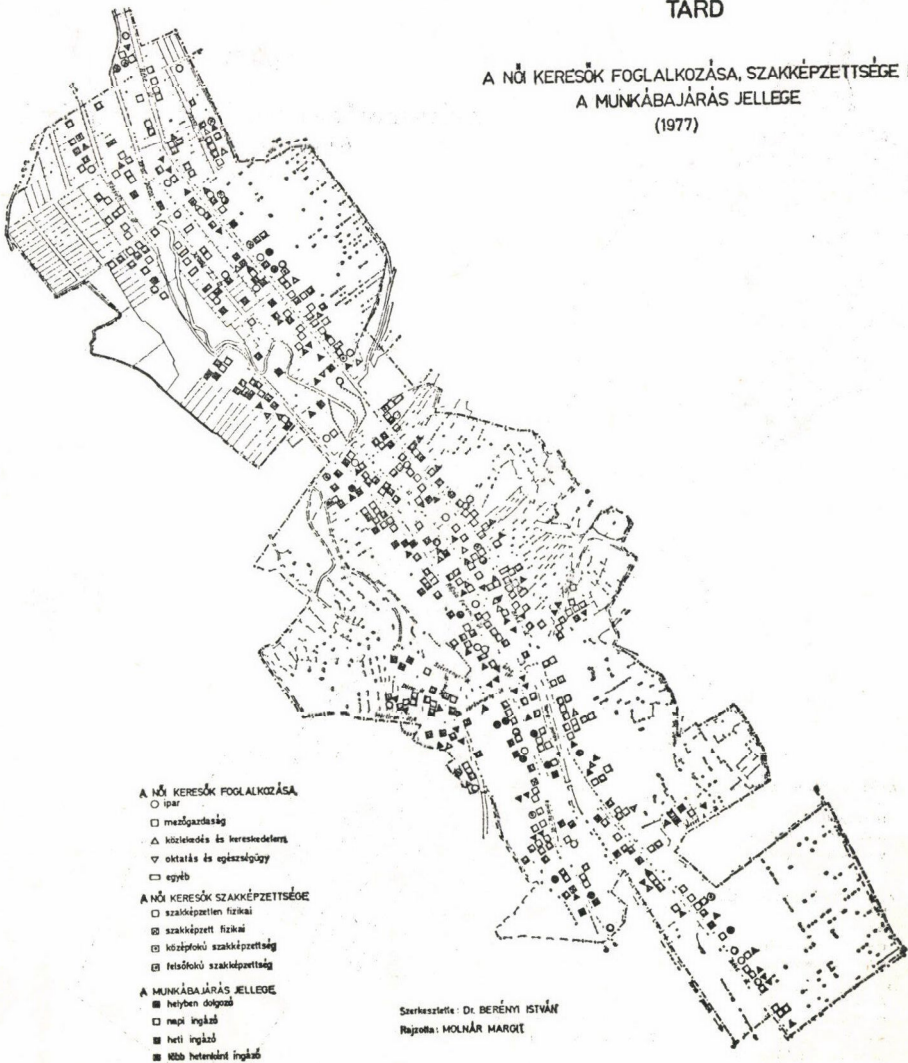 TARD
A NŐI KERESŐK FOGLALKOZÁSA, SZAKKÉPZETTSÉGE
A MUNKÁBAJÁRÁS JELLEGE
(1977)
A NŐI KERESŐK FOGLALKOZÁSA
ipar
mezőgazdaság
közlekedés és kereskedelem
oktatás és egészségügy
egyéb
A NŐI KERESŐK SZAKKÉPZETTSÉGE
szakképzetlen fizikai
szakképzett fizikai
középfokú szakképzettség
felsőfokú szakképzettség
A MUNKÁBAJÁRÁS JELLEGE
helyben dolgozó
napi ingázó
heti ingázó
több hetenként ingázó
Szerkesztette: Dr. BERÉNYI ISTVÁN
Rajzolta: MOLNÁR MARGIT